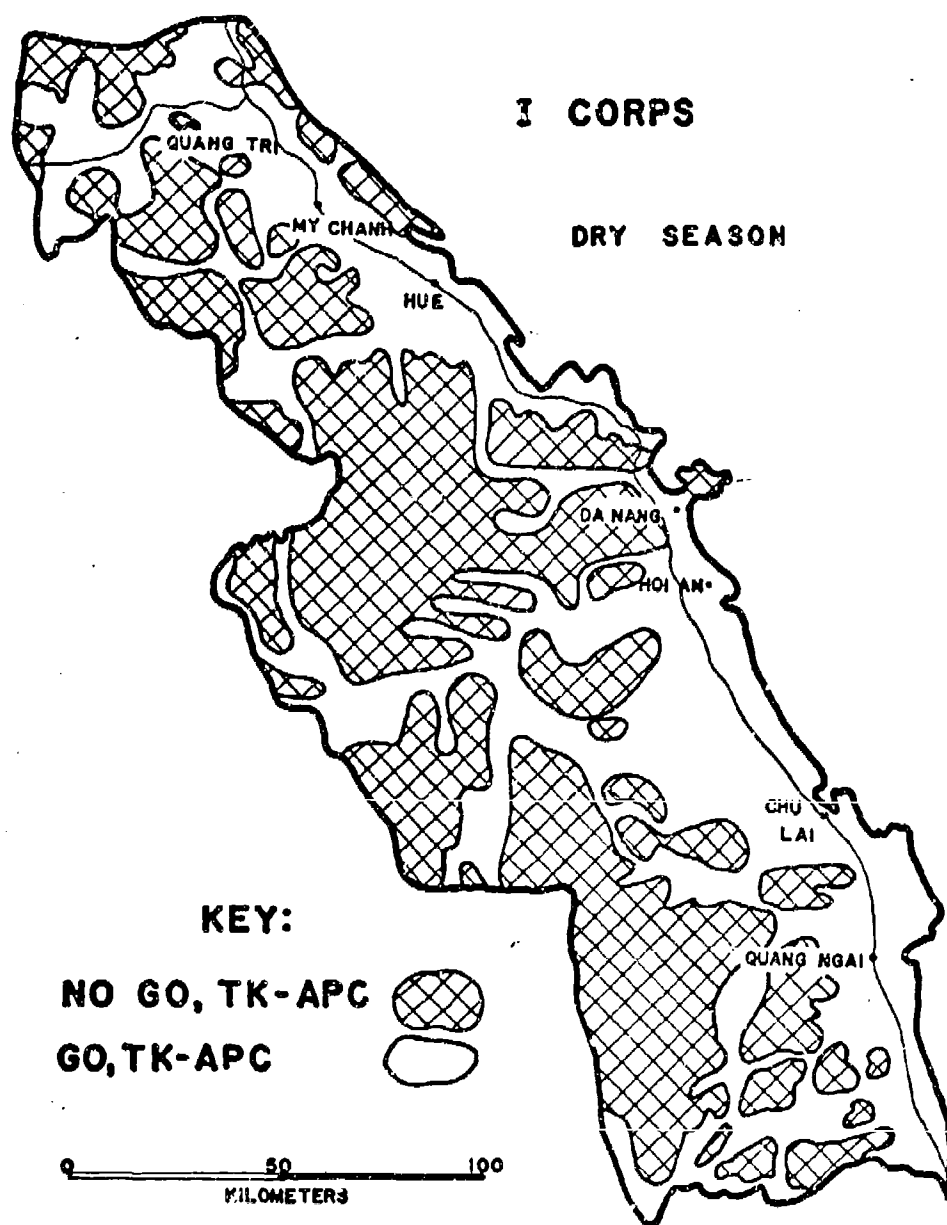 I CORPS
DRY SEASON
QUANG TRI
MY CHANH
HUE
DA NANG
HOI AN
CHU
LAI
QUANG NGAI
KEY:
NO GO, TK-APC
GO, TK-APC
0 50 100
KILOMETERS